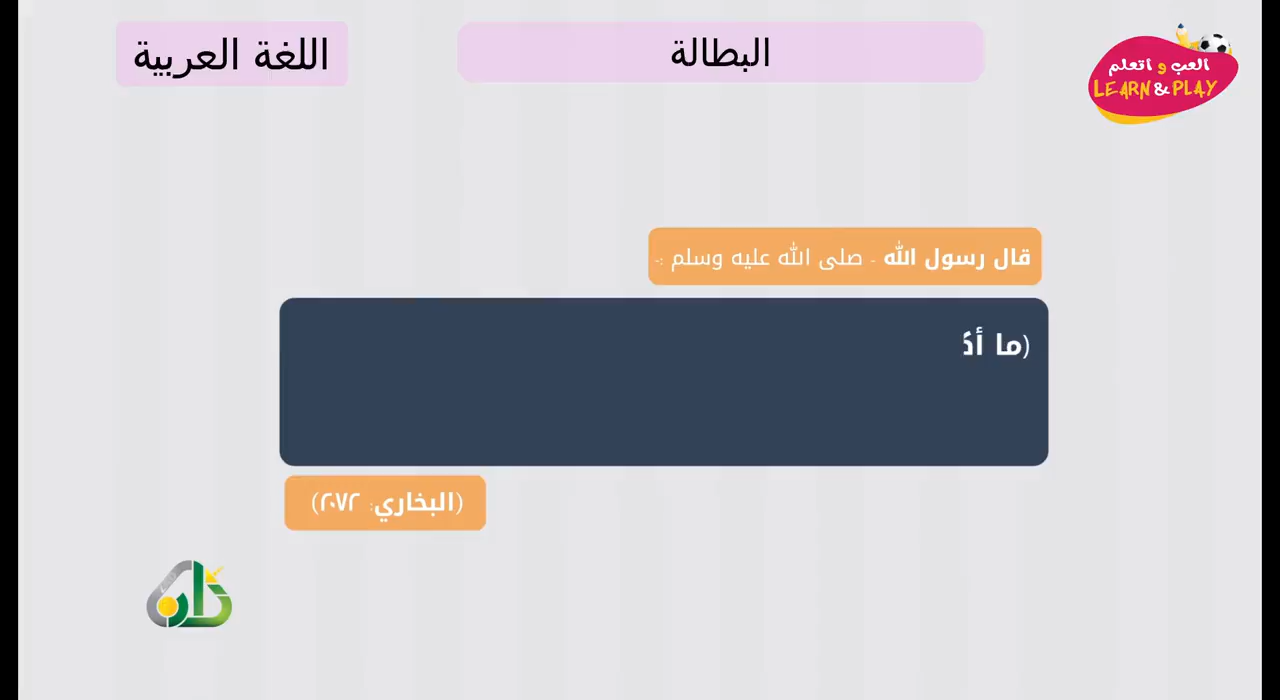 اللغة العربية
البطالة
العب و اتعلم
LEARN & PLAY
قال رسول الله - صلى الله عليه وسلم :-
(ما أ
(البخاري: ٢٠٧٢)